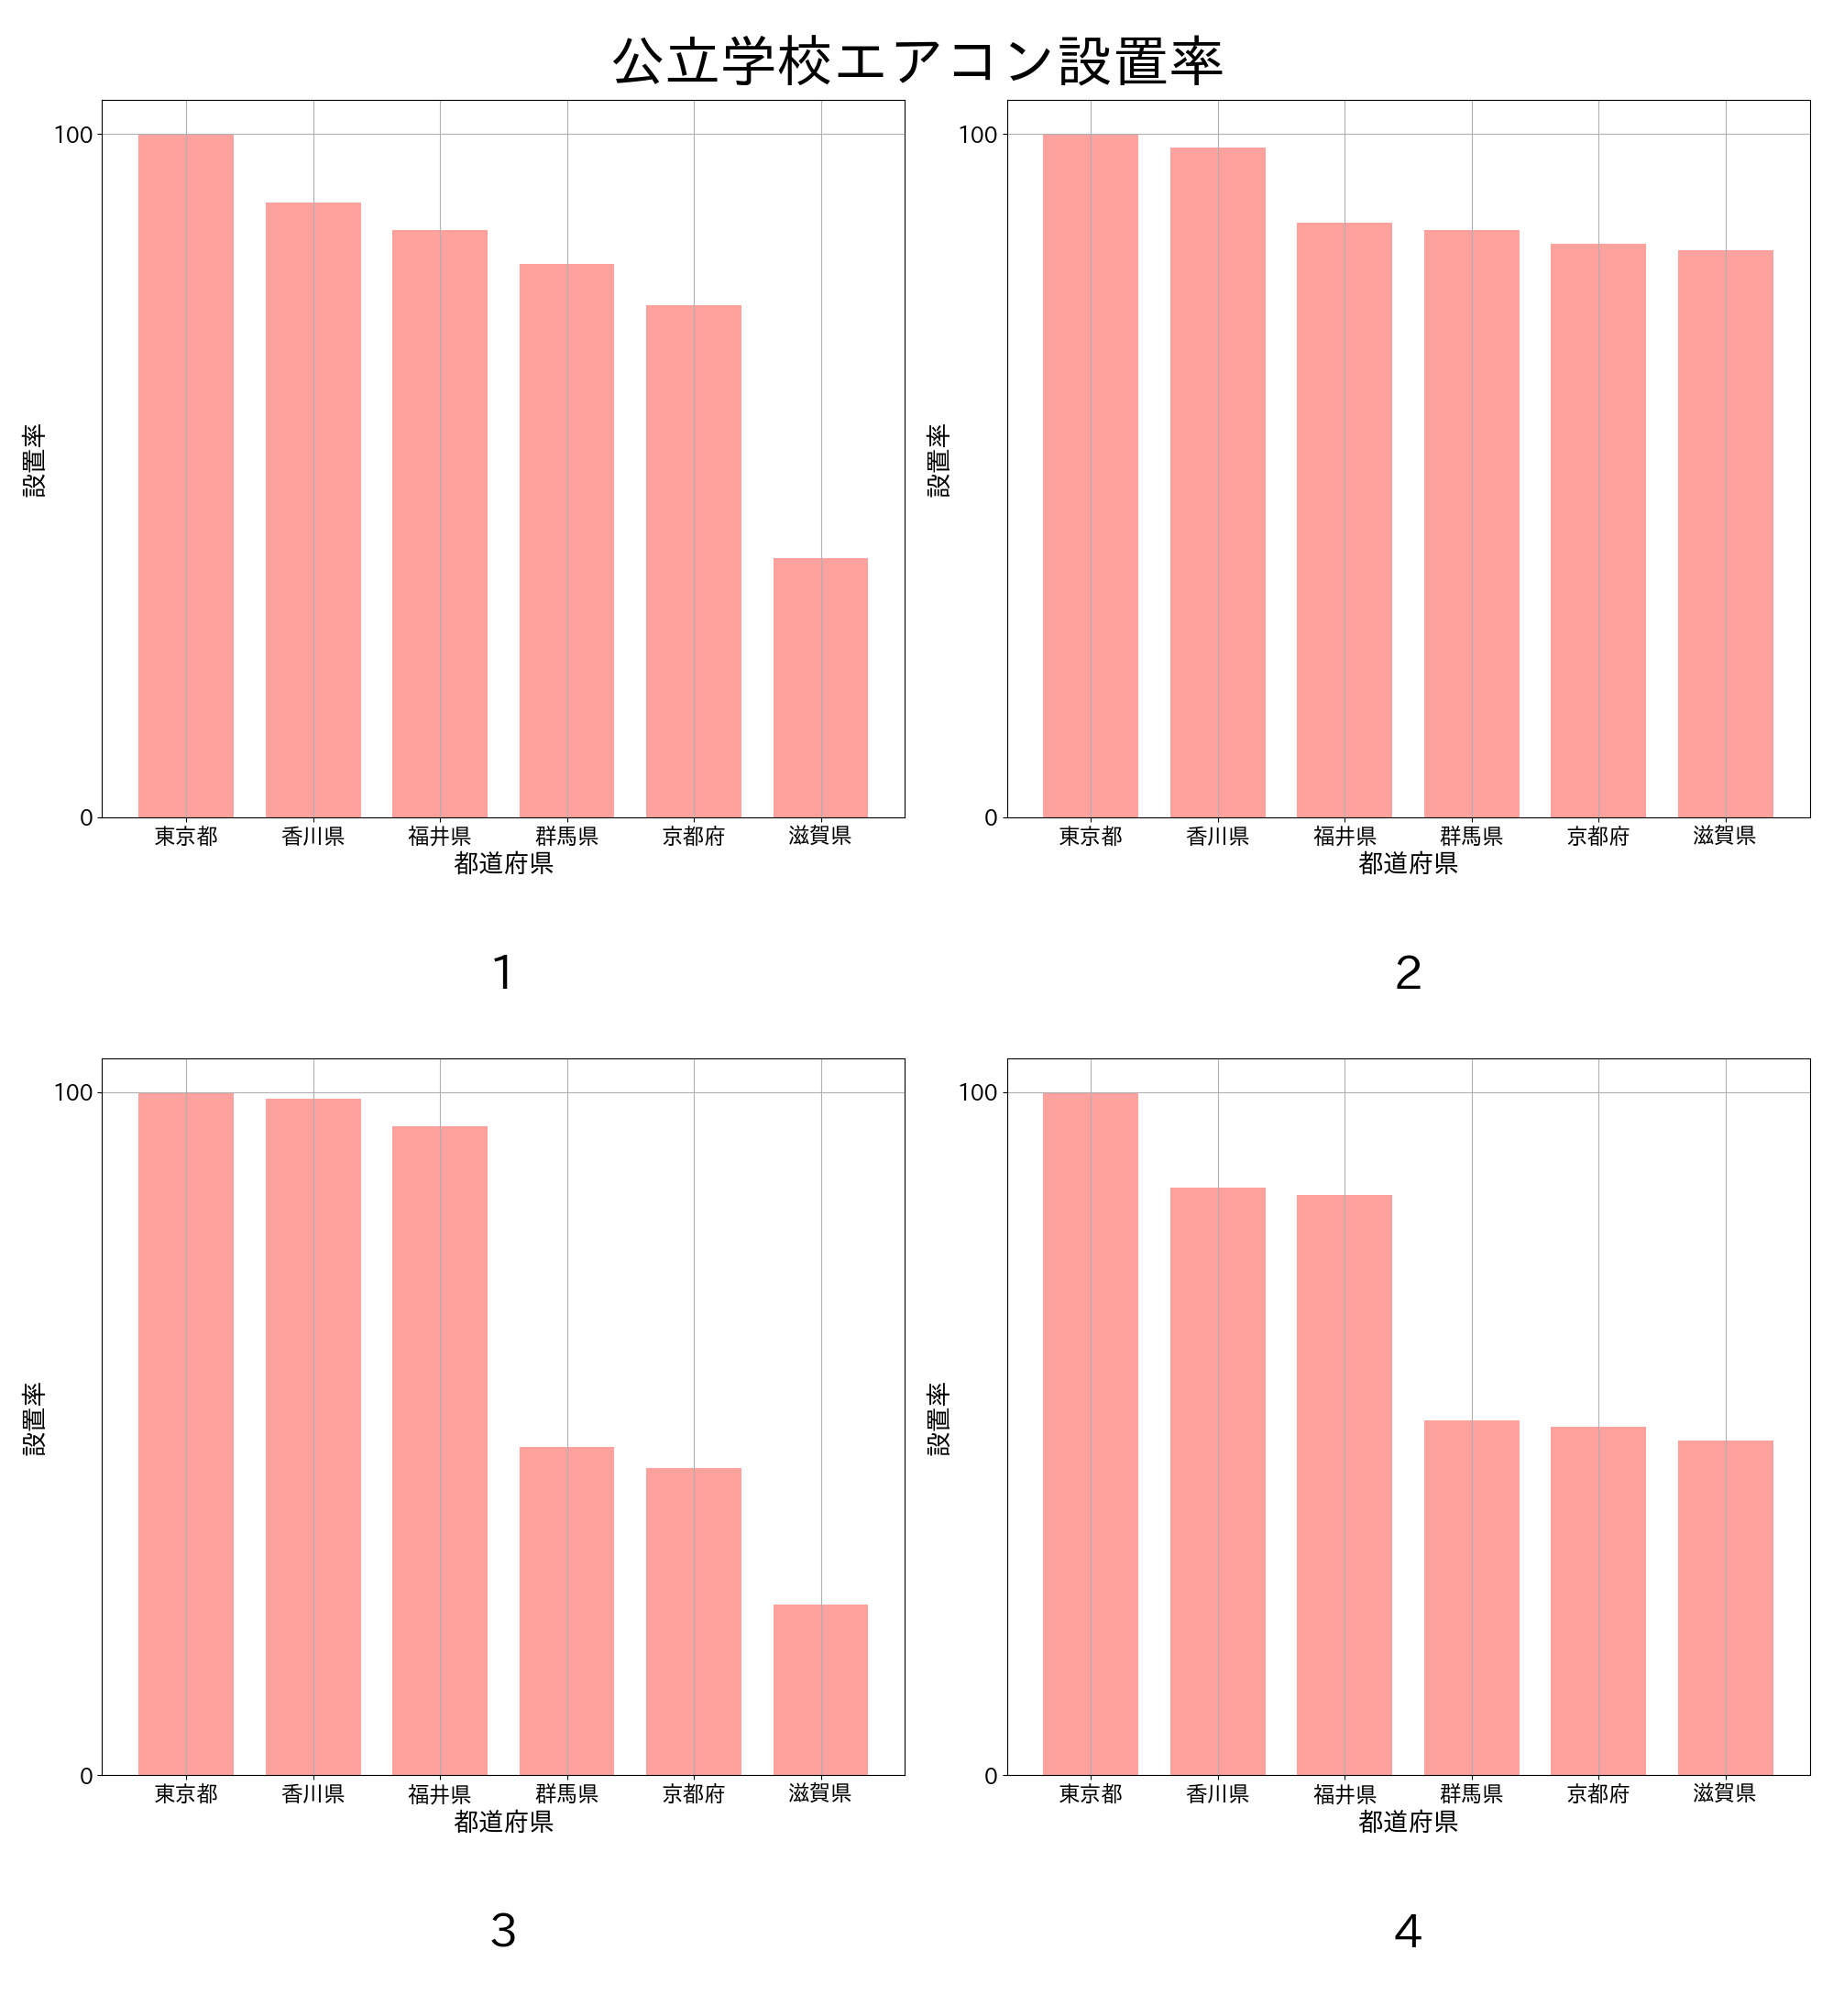 公立学校エアコン設置率
100
0
設置率
東京都 香川県 福井県 群馬県 京都府 滋賀県
都道府県
1
100
0
設置率
東京都 香川県 福井県 群馬県 京都府 滋賀県
都道府県
2
100
0
設置率
東京都 香川県 福井県 群馬県 京都府 滋賀県
都道府県
3
100
0
設置率
東京都 香川県 福井県 群馬県 京都府 滋賀県
都道府県
4